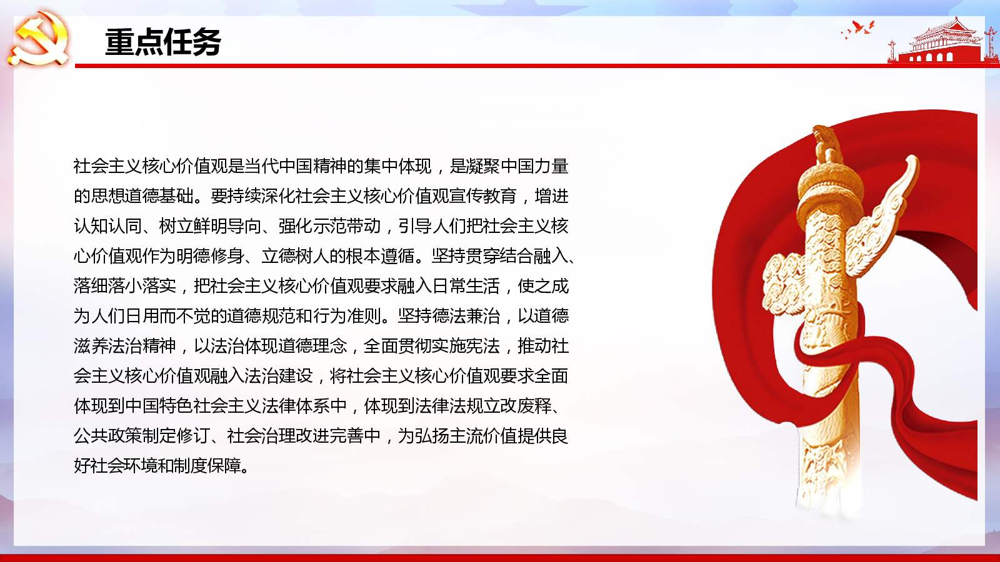 重点任务
社会主义核心价值观是当代中国精神的集中体现，是凝聚中国力量
的思想道德基础。要持续深化社会主义核心价值观宣传教育，增进
认知认同、树立鲜明导向、强化示范带动，引导人们把社会主义核
心价值观作为明德修身、立德树人的根本遵循。坚持贯穿结合融入、
落细落小落实，把社会主义核心价值观要求融入日常生活，使之成
为人们日用而不觉的道德规范和行为准则。坚持德法兼治，以道德
滋养法治精神，以法治体现道德理念，全面贯彻实施宪法，推动社
会主义核心价值观融入法治建设，将社会主义核心价值观要求全面
体现到中国特色社会主义法律体系中，体现到法律法规立改废释、
公共政策制定修订、社会治理改进完善中，为弘扬主流价值提供良
好社会环境和制度保障。